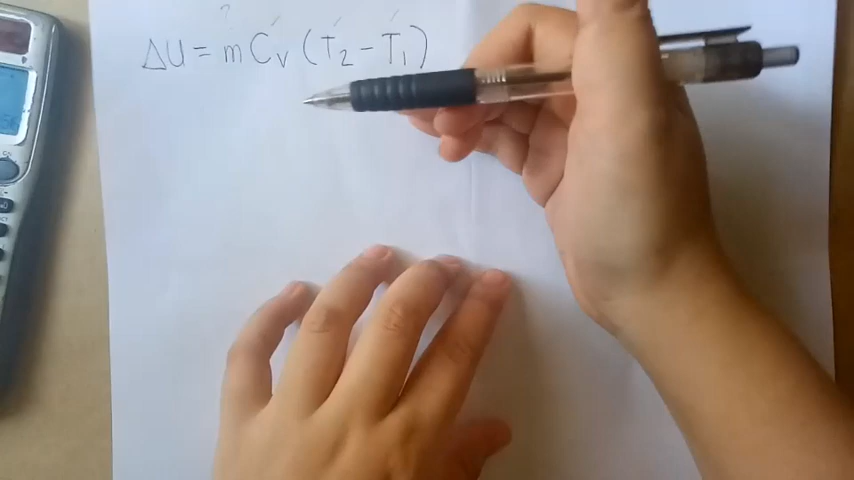 ?
ΔU = m Cv (T2 - T1)